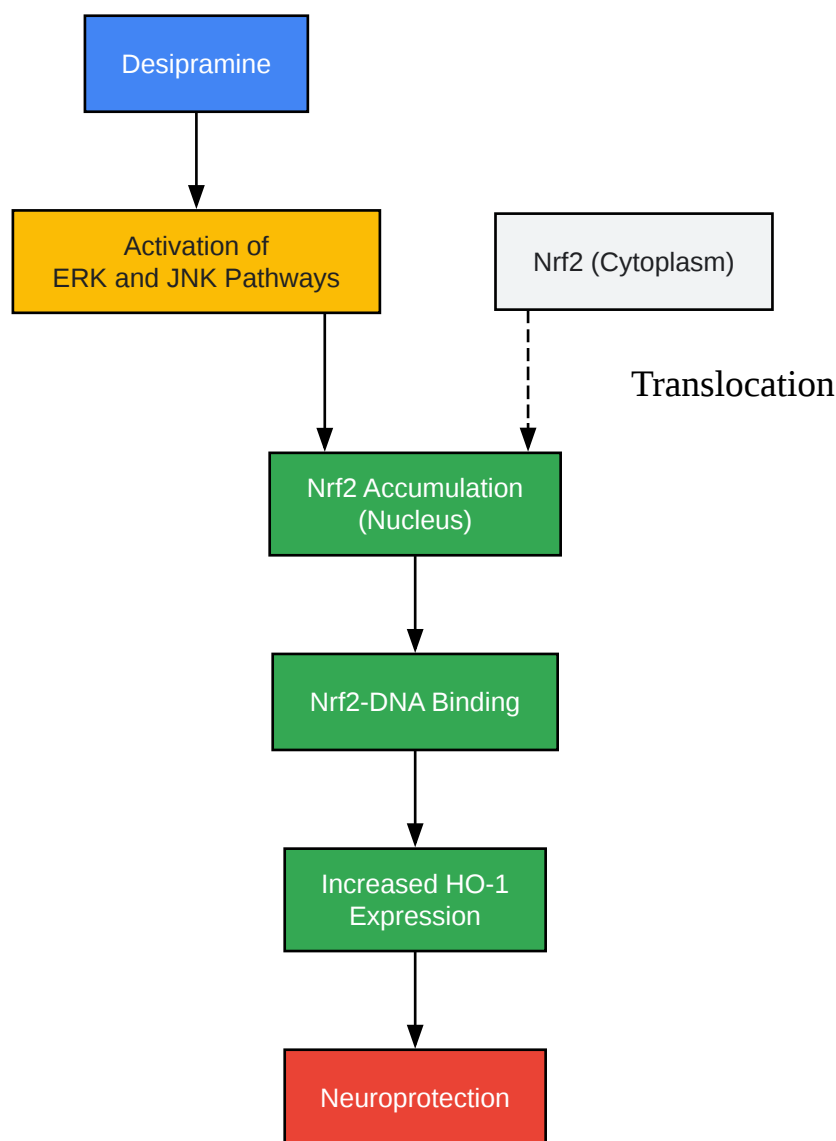 Desipramine
Activation of
ERK and JNK Pathways
Nrf2 (Cytoplasm)
Translocation
Nrf2 Accumulation
(Nucleus)
Nrf2-DNA Binding
Increased HO-1
Expression
Neuroprotection